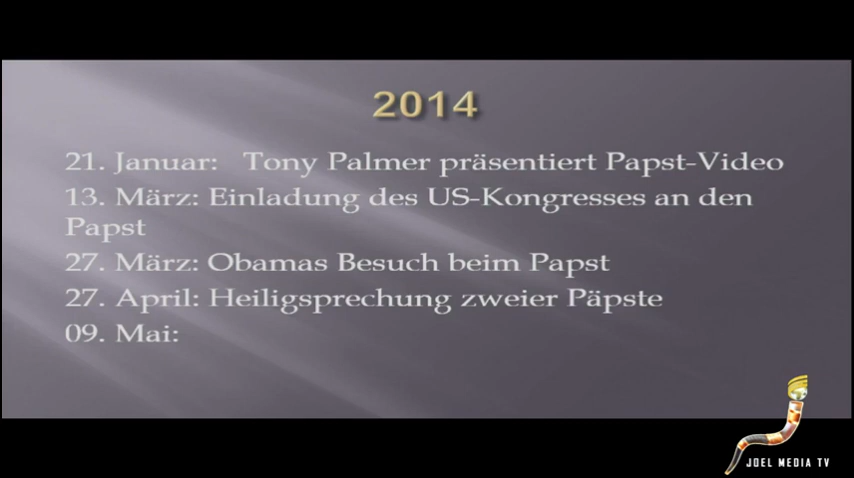 2014
21. Januar: Tony Palmer präsentiert Papst-Video
13. März: Einladung des US-Kongresses an den
Papst
27. März: Obamas Besuch beim Papst
27. April: Heiligsprechung zweier Päpste
09. Mai:
JOEL MEDIA TV